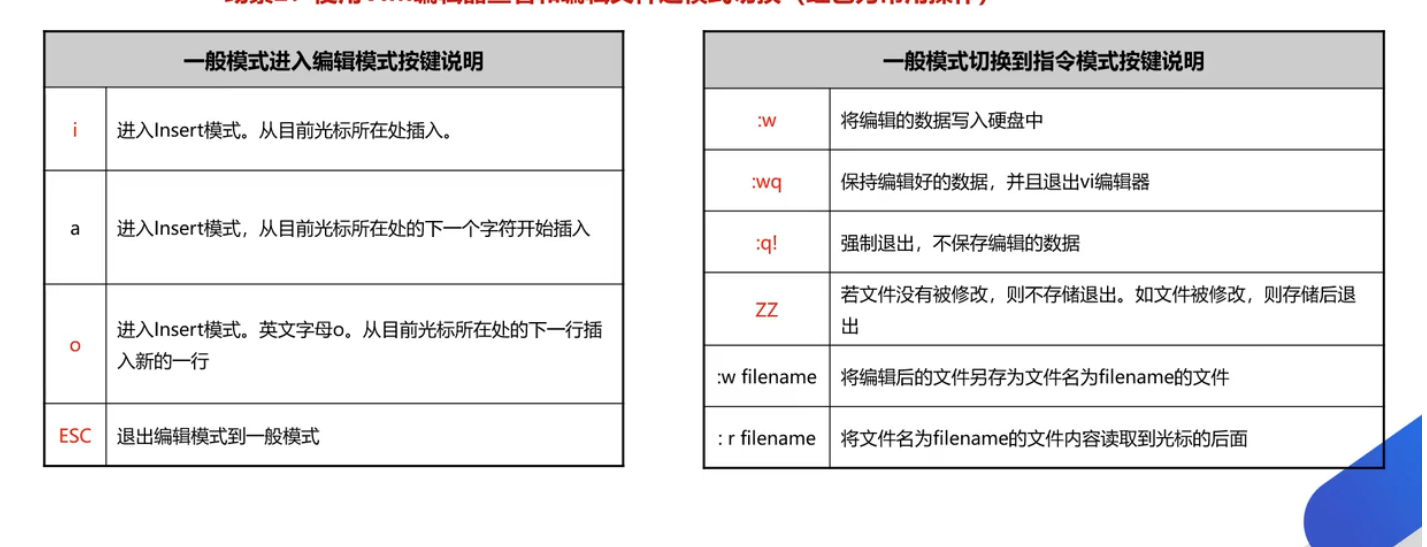 一般模式进入编辑模式按键说明
i 进入Insert模式。从目前光标所在处插入。
a 进入Insert模式，从目前光标所在处的下一个字符开始插入
o 进入Insert模式。英文字母o。从目前光标所在处的下一行插
入新的一行
ESC 退出编辑模式到一般模式
一般模式切换到指令模式按键说明
:w 将编辑的数据写入硬盘中
:wq 保持编辑好的数据，并且退出vi编辑器
:q! 强制退出，不保存编辑的数据
ZZ 若文件没有被修改，则不存储退出。如文件被修改，则存储后退
出
:w filename 将编辑后的文件另存为文件名为filename的文件
: r filename 将文件名为filename的文件内容读取到光标的后面